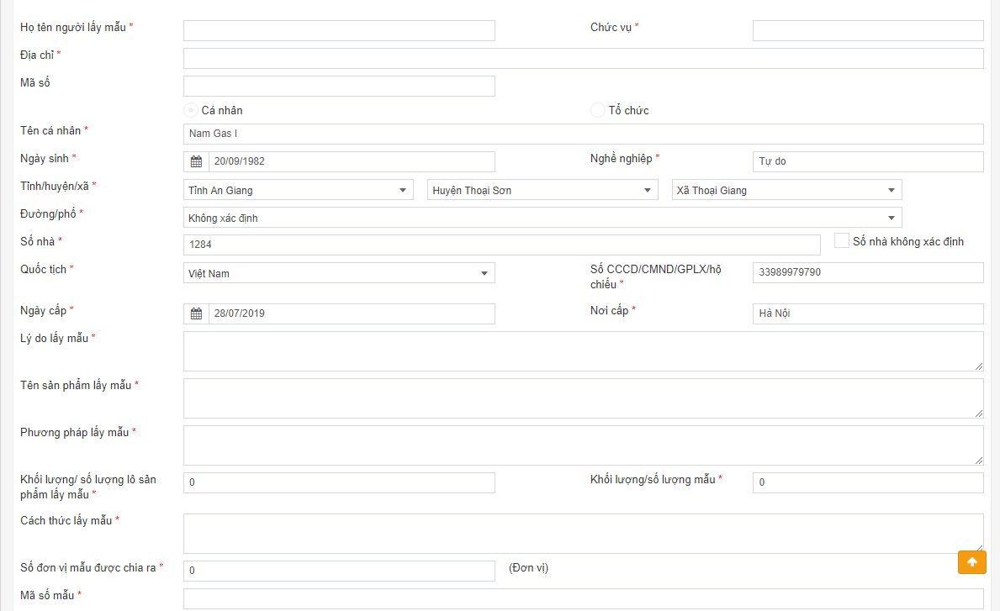 Họ tên người lấy mẫu * Chức vụ *
Địa chỉ *
Mã số
Cá nhân Tổ chức
Tên cá nhân * Nam Gas I
Ngày sinh * 20/09/1982 Nghề nghiệp * Tự do
Tỉnh/huyện/xã * Tỉnh An Giang Huyện Thoại Sơn Xã Thoại Giang
Đường/phố * Không xác định
Số nhà * 1284 Số nhà không xác định
Quốc tịch * Việt Nam Số CCCD/CMND/GPLX/hộ
chiếu * 33989979790
Ngày cấp * 28/07/2019 Nơi cấp * Hà Nội
Lý do lấy mẫu *
Tên sản phẩm lấy mẫu *
Phương pháp lấy mẫu *
Khối lượng/ số lượng lô sản
phẩm lấy mẫu * 0 Khối lượng/số lượng mẫu * 0
Cách thức lấy mẫu *
Số đơn vị mẫu được chia ra * 0 (Đơn vị)
Mã số mẫu *